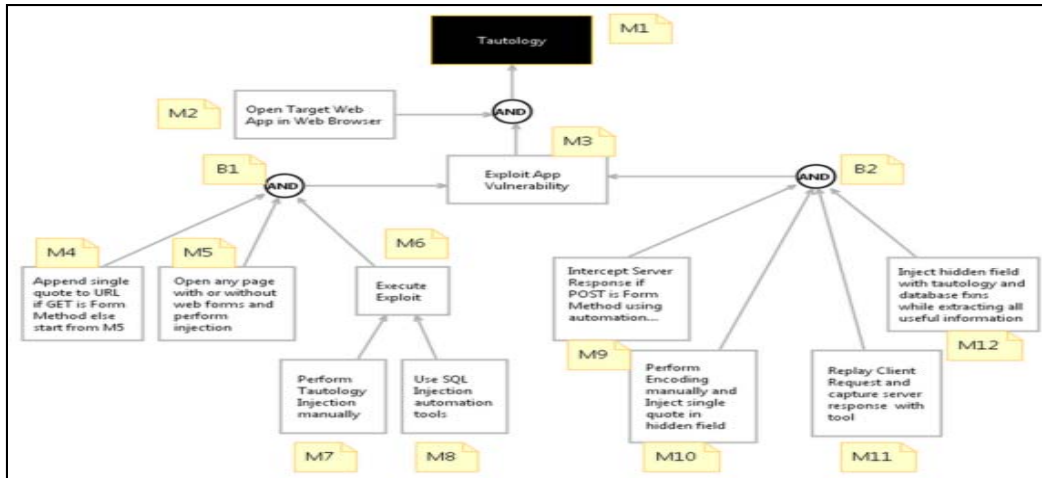 Tautology
M1
M2
Open Target Web
App in Web Browser
AND
M3
B1
AND
Exploit App
Vulnerability
AND
B2
M4
M5
M6
Append single
quote to URL
if GET is Form
Method else
start from M5
Open any page
with or without
web forms and
perform
injection
Execute
Exploit
Intercept Server
Response if
POST is Form
Method using
automation...
Inject hidden field
with tautology and
database fxns
while extracting all
useful information
M9
M12
Perform
Tautology
Injection
manually
Use SQL
Injection
automation
tools
Perform
Encoding
manually and
Inject single
quote in
hidden field
Replay Client
Request and
capture server
response with
tool
M7
M8
M10
M11